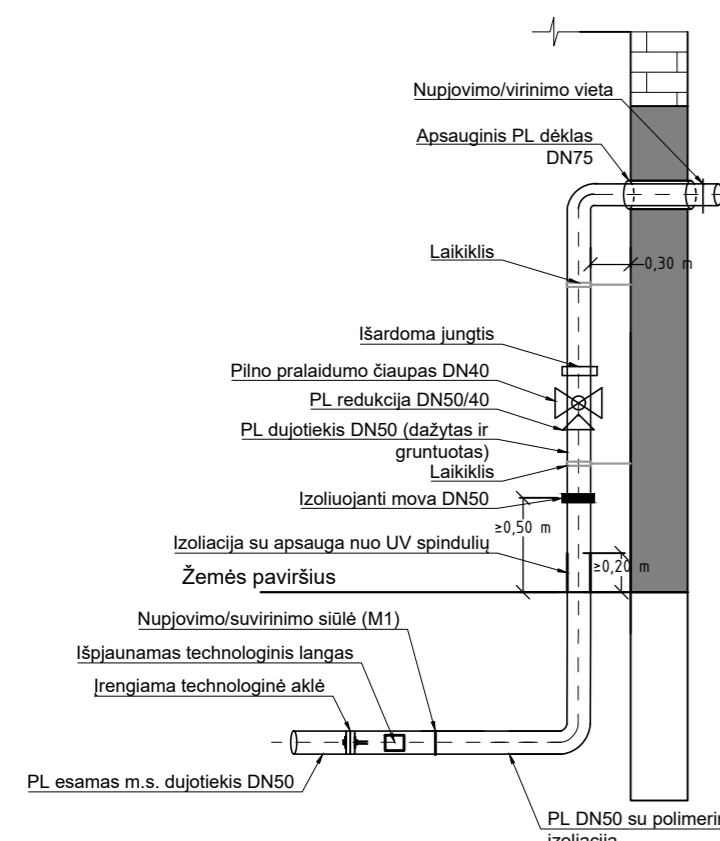 Nupjovimo/virinimo vieta
Apsauginis PL dėklas
DN75
0,30 m
Laikiklis
Išardoma jungtis
Pilno pralaidumo čiaupas DN40
PL redukcija DN50/40
PL dujotiekis DN50 (dažytas ir
gruntuotas)
Laikiklis
Izoliuojanti mova DN50
≥0,50 m
Izoliacija su apsauga nuo UV spindulių
≥0,20 m
Žemės paviršius
Nupjovimo/suvirinimo siūlė (M1)
Išpjaunamas technologinis langas
Įrengiama technologinė aklė
PL esamas m.s. dujotiekis DN50
PL DN50 su